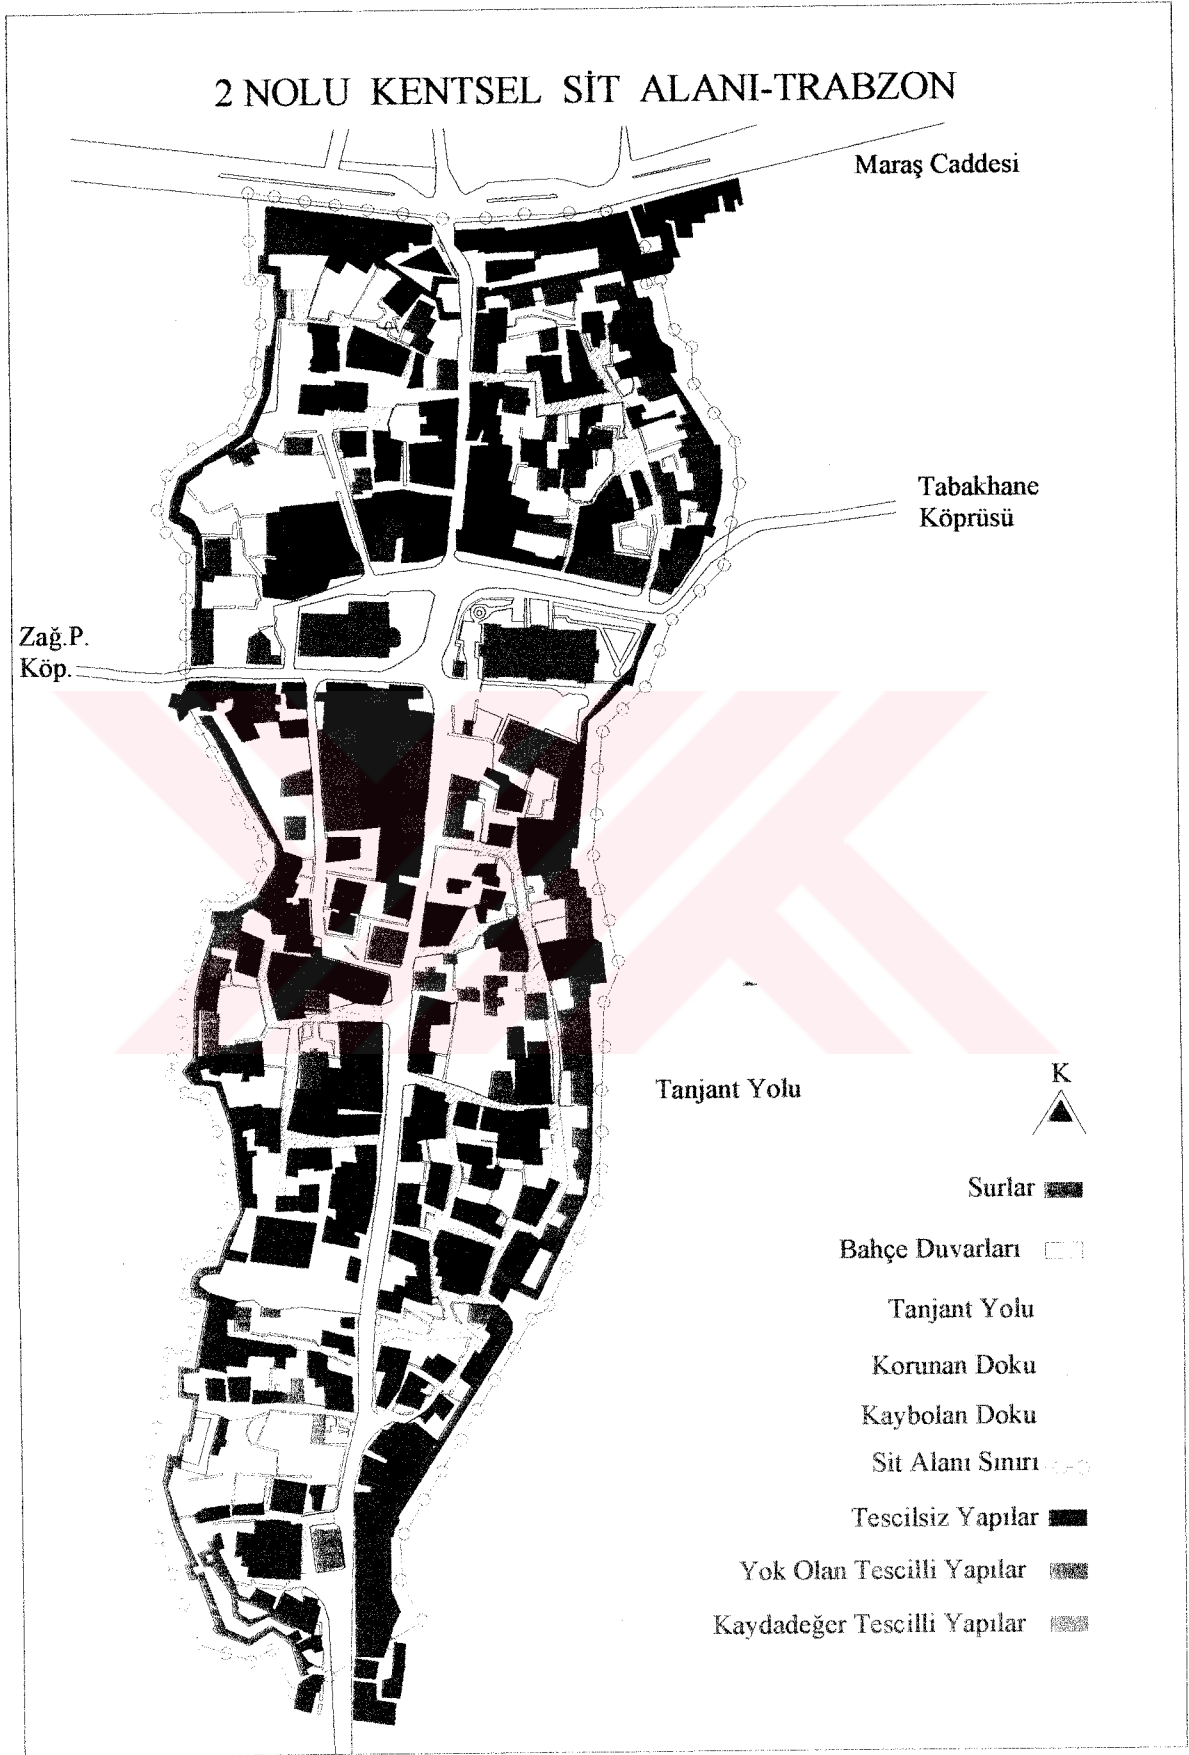 2 NOLU KENTSEL SİT ALANI-TRABZON
Maraş Caddesi
Tabakhane
Köprüsü
Zağ.P.
Köp.
Tanjant Yolu
K
Surlar
Bahçe Duvarları
Tanjant Yolu
Korunan Doku
Kaybolan Doku
Sit Alanı Sınırı
Tescilsiz Yapılar
Yok Olan Tescilli Yapılar
Kaydadeğer Tescilli Yapılar